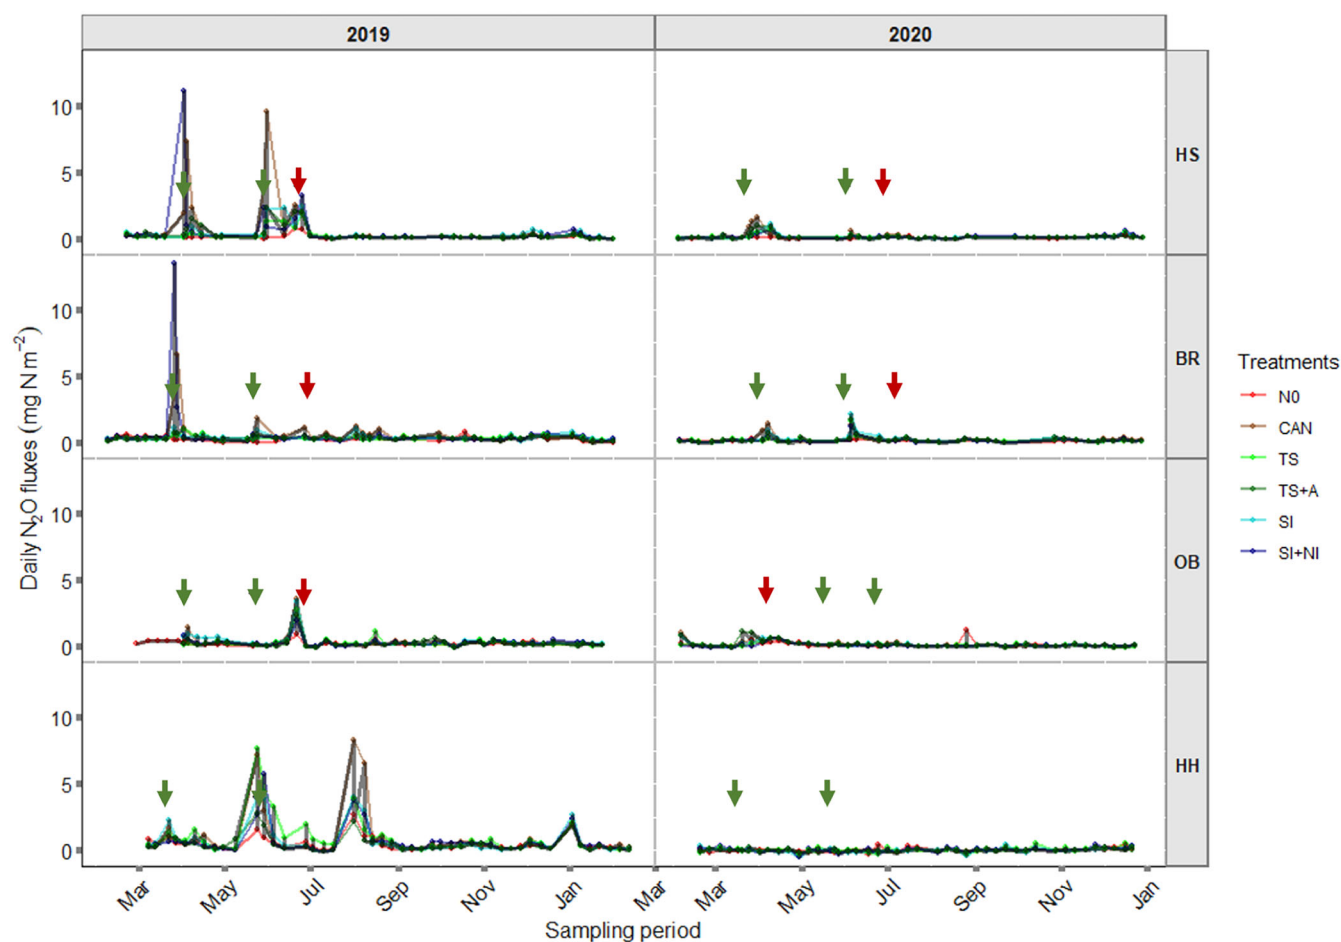 2019
2020
10
5
0
HS
10
5
0
BR
10
5
0
OB
10
5
0
HH
Daily N₂O fluxes (mg N m⁻²)
Mar
May
Jul
Sep
Nov
Jan
Mar
Mar
May
Jul
Sep
Nov
Jan
Sampling period
Treatments
N0
CAN
TS
TS+A
SI
SI+NI